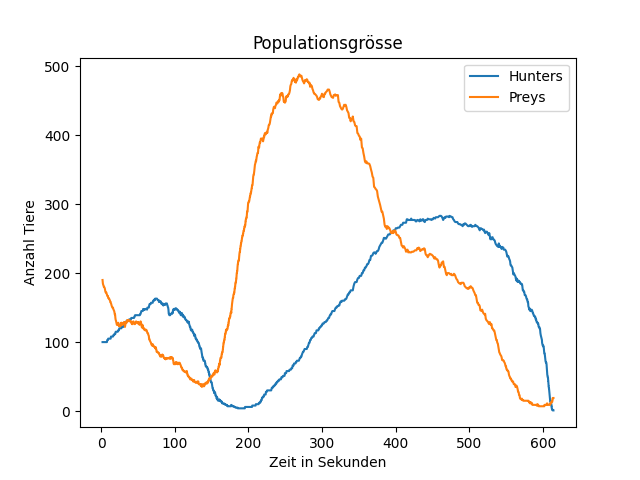 Populationsgrösse
500
400
300
200
100
0
Anzahl Tiere
Hunters
Preys
0 100 200 300 400 500 600
Zeit in Sekunden